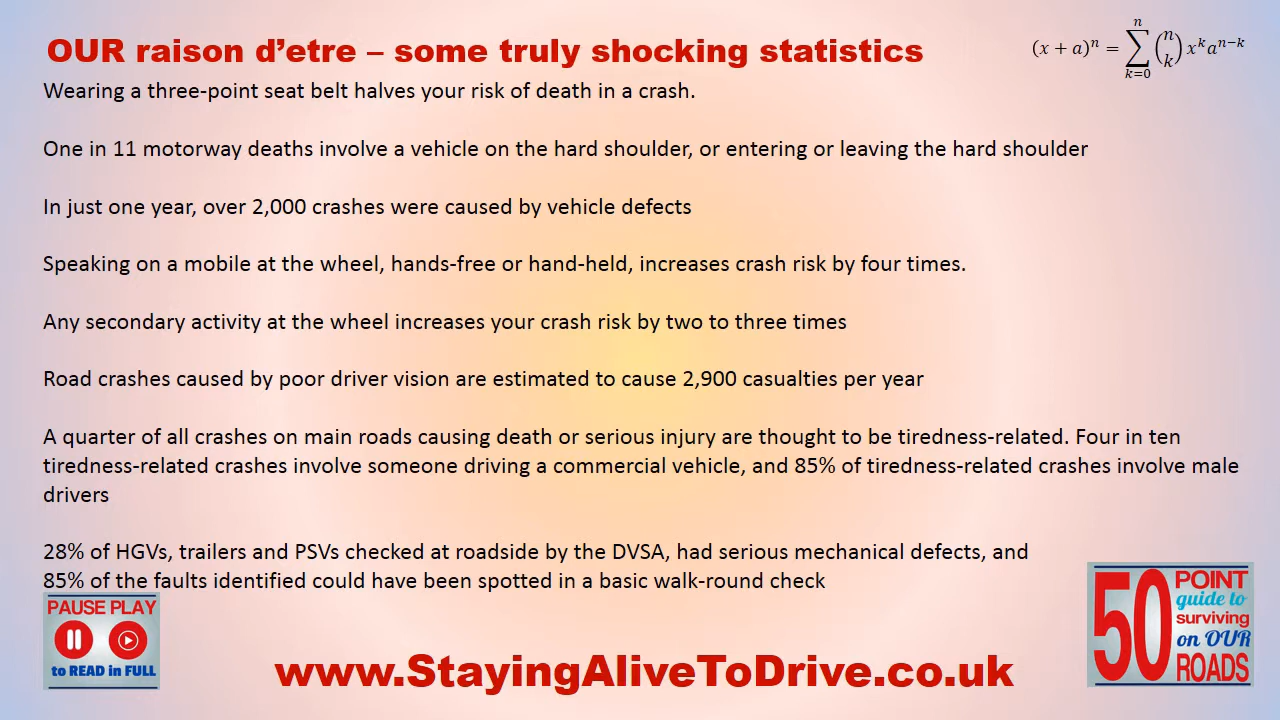 OUR raison d’etre – some truly shocking statistics
(x + a)^n = ∑_{k=0}^{n} (n k) x^k a^{n−k}
Wearing a three-point seat belt halves your risk of death in a crash.
One in 11 motorway deaths involve a vehicle on the hard shoulder, or entering or leaving the hard shoulder
In just one year, over 2,000 crashes were caused by vehicle defects
Speaking on a mobile at the wheel, hands-free or hand-held, increases crash risk by four times.
Any secondary activity at the wheel increases your crash risk by two to three times
Road crashes caused by poor driver vision are estimated to cause 2,900 casualties per year
A quarter of all crashes on main roads causing death or serious injury are thought to be tiredness-related. Four in ten
tiredness-related crashes involve someone driving a commercial vehicle, and 85% of tiredness-related crashes involve male
drivers
28% of HGVs, trailers and PSVs checked at roadside by the DVSA, had serious mechanical defects, and
85% of the faults identified could have been spotted in a basic walk-round check
PAUSE PLAY
to READ in FULL
www.StayingAliveToDrive.co.uk
50 POINT
guide to
surviving
on OUR
ROADS